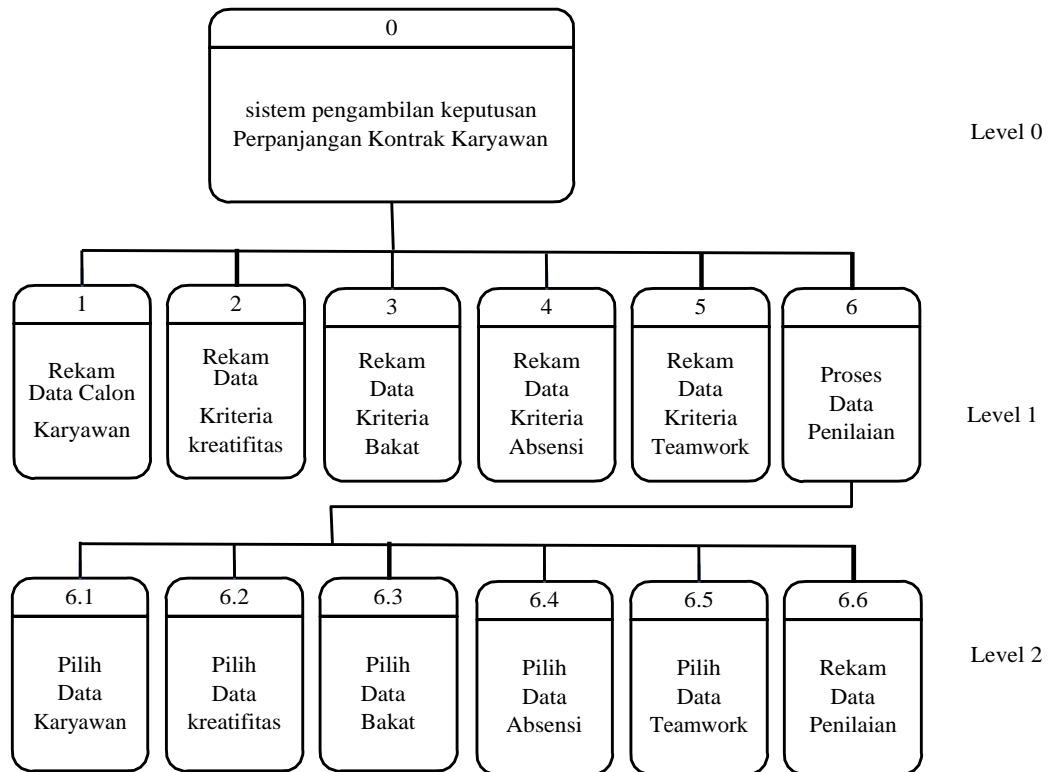 0
sistem pengambilan keputusan
Perpanjangan Kontrak Karyawan
Level 0
1
Rekam
Data Calon
Karyawan
2
Rekam
Data
Kriteria
kreatifitas
3
Rekam
Data
Kriteria
Bakat
4
Rekam
Data
Kriteria
Absensi
5
Rekam
Data
Kriteria
Teamwork
6
Proses
Data
Penilaian
Level 1
6.1
Pilih
Data
Karyawan
6.2
Pilih
Data
kreatifitas
6.3
Pilih
Data
Bakat
6.4
Pilih
Data
Absensi
6.5
Pilih
Data
Teamwork
6.6
Rekam
Data
Penilaian
Level 2